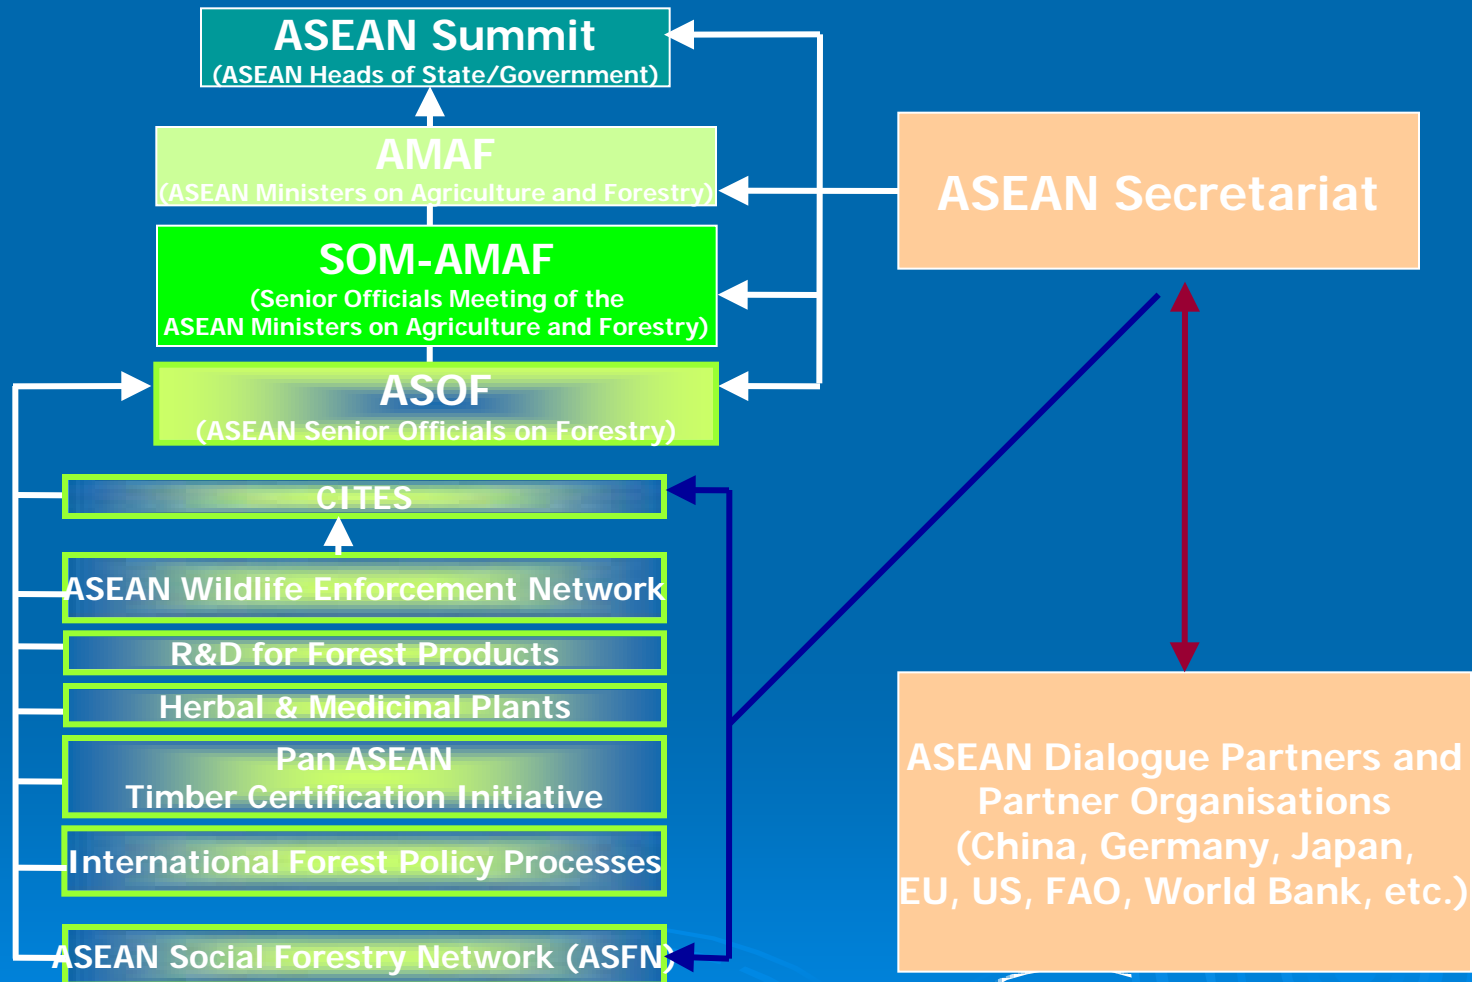 ASEAN Summit
(ASEAN Heads of State/Government)
AMAF
(ASEAN Ministers on Agriculture and Forestry)
SOM-AMAF
(Senior Officials Meeting of the
ASEAN Ministers on Agriculture and Forestry)
ASOF
(ASEAN Senior Officials on Forestry)
CITES
ASEAN Wildlife Enforcement Network
R&D for Forest Products
Herbal & Medicinal Plants
Pan ASEAN
Timber Certification Initiative
International Forest Policy Processes
ASEAN Social Forestry Network (ASFN)
ASEAN Secretariat
ASEAN Dialogue Partners and
Partner Organisations
(China, Germany, Japan,
EU, US, FAO, World Bank, etc.)